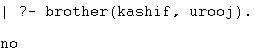 | ?- brother(kashif, urooj).
no